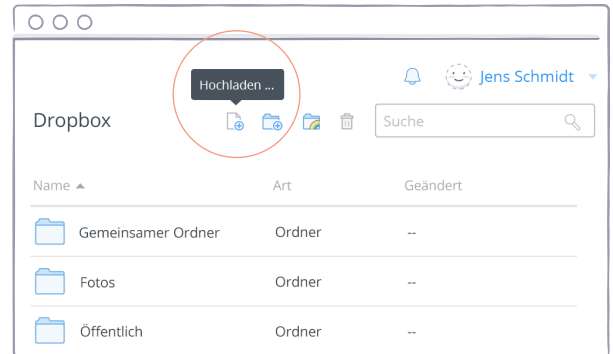 Hochladen ...
Jens Schmidt
Dropbox
Suche
Name Art Geändert
Gemeinsamer Ordner Ordner --
Fotos Ordner --
Öffentlich Ordner --